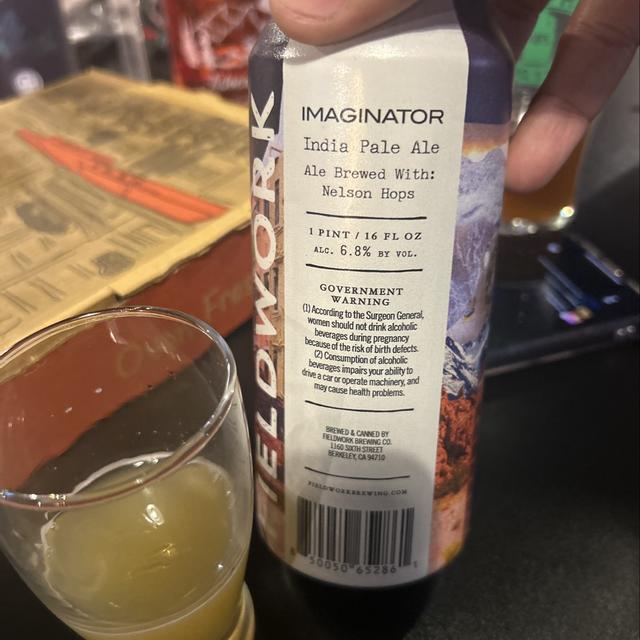 FIELDWORK
IMAGINATOR
India Pale Ale
Ale Brewed With:
Nelson Hops
1 PINT / 16 FL OZ
ALC. 6.8% BY VOL.
GOVERNMENT
WARNING
(1) According to the Surgeon General,
women should not drink alcoholic
beverages during pregnancy
because of the risk of birth defects.
(2) Consumption of alcoholic
beverages impairs your ability to
drive a car or operate machinery, and
may cause health problems.
BREWED & CANNED BY
FIELDWORK BREWING CO.
1160 SIXTH STREET
BERKELEY, CA 94710
FIELDWORKBREWING.COM
50050 65286 1